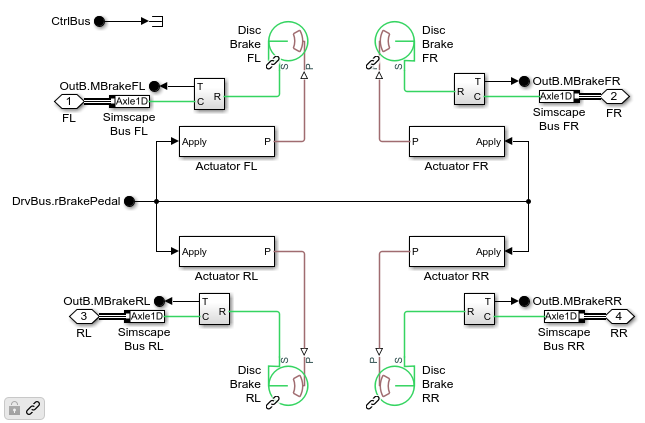 CtrlBus
Disc
Brake
FL
S
P
Disc
Brake
FR
P
S
OutB.MBrakeFL
T
C
R
1
FL
Axle1D
Simscape
Bus FL
R
T
C
OutB.MBrakeFR
Axle1D
Simscape
Bus FR
2
FR
Apply
P
Actuator FL
P
Apply
Actuator FR
DrvBus.rBrakePedal
Apply
P
Actuator RL
P
Apply
Actuator RR
OutB.MBrakeRL
T
C
R
3
RL
Axle1D
Simscape
Bus RL
R
T
C
OutB.MBrakeRR
Axle1D
Simscape
Bus RR
4
RR
S
P
Disc
Brake
RL
P
S
Disc
Brake
RR